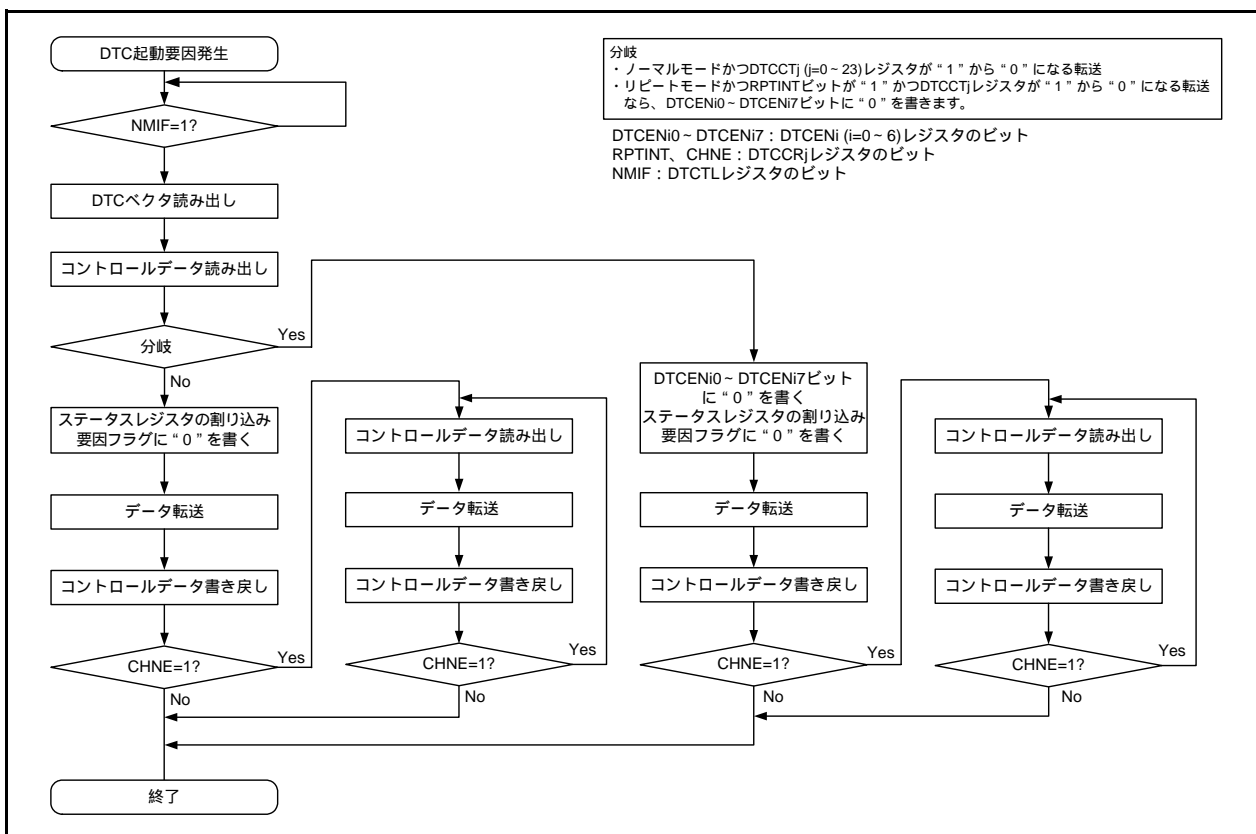 DTC起動要因発生
NMIF=1?
DTCベクタ読み出し
コントロールデータ読み出し
分岐
Yes
No
ステータスレジスタの割り込み
要因フラグに“0”を書く
データ転送
コントロールデータ書き戻し
CHNE=1?
Yes
No
終了
コントロールデータ読み出し
データ転送
コントロールデータ書き戻し
CHNE=1?
Yes
No
分岐
・ノーマルモードかつDTCCTj (j=0~23)レジスタが“1”から“0”になる転送
・リピートモードかつRPTINTビットが“1”かつDTCCTjレジスタが“1”から“0”になる転送
なら、DTCENi0~DTCENi7ビットに“0”を書きます。
DTCENi0~DTCENi7：DTCENi (i=0~6)レジスタのビット
RPTINT、CHNE：DTCCRjレジスタのビット
NMIF：DTCTLレジスタのビット
DTCENi0~DTCENi7ビット
に“0”を書く
ステータスレジスタの割り込み
要因フラグに“0”を書く
データ転送
コントロールデータ書き戻し
CHNE=1?
Yes
No
コントロールデータ読み出し
データ転送
コントロールデータ書き戻し
CHNE=1?
Yes
No